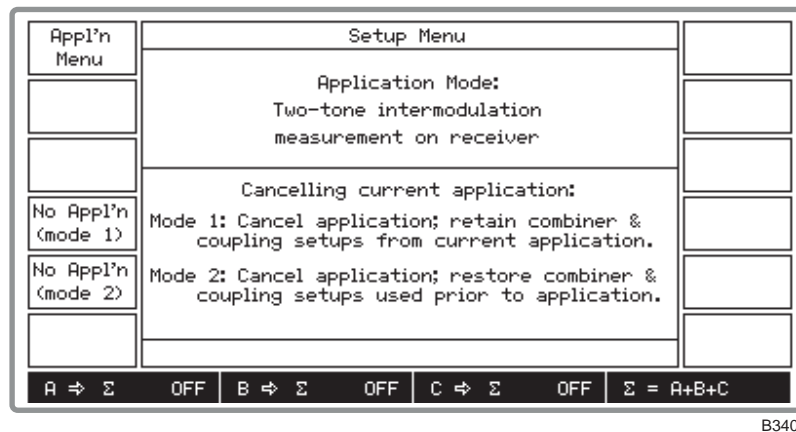 Appl'n
Menu
Setup Menu
Application Mode:
Two-tone intermodulation
measurement on receiver
Cancelling current application:
No Appl'n
(mode 1)
Mode 1: Cancel application; retain combiner &
coupling setups from current application.
No Appl'n
(mode 2)
Mode 2: Cancel application; restore combiner &
coupling setups used prior to application.
A ⇨ Σ OFF B ⇨ Σ OFF C ⇨ Σ OFF Σ = A+B+C
B340